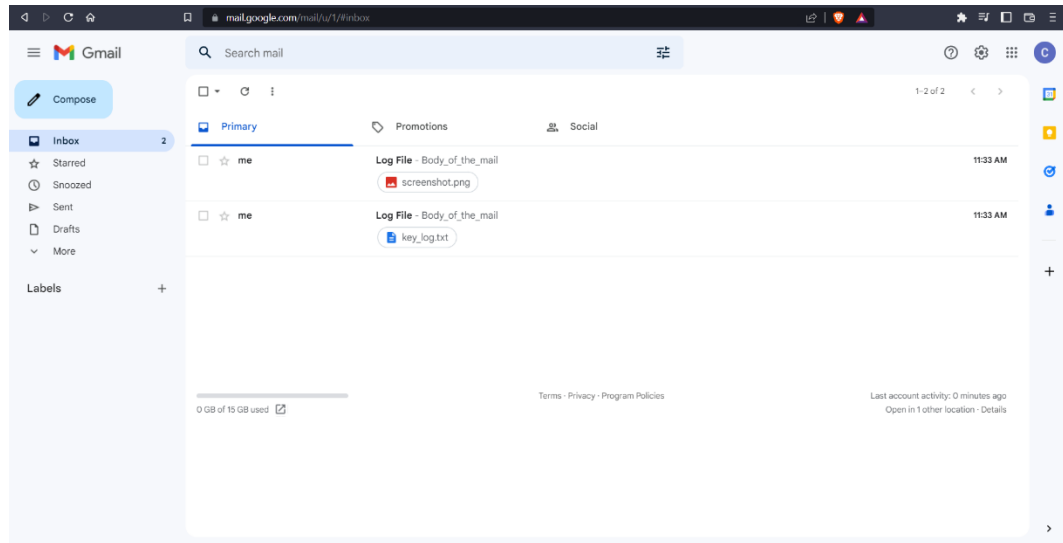 mail.google.com/mail/u/1/#inbox
Gmail
Search mail
C
Compose
1–2 of 2
Primary
Promotions
Social
Inbox 2
Starred
Snoozed
Sent
Drafts
More
Labels
me Log File - Body_of_the_mail 11:33 AM
screenshot.png
me Log File - Body_of_the_mail 11:33 AM
key_log.txt
0 GB of 15 GB used
Terms · Privacy · Program Policies
Last account activity: 0 minutes ago
Open in 1 other location · Details